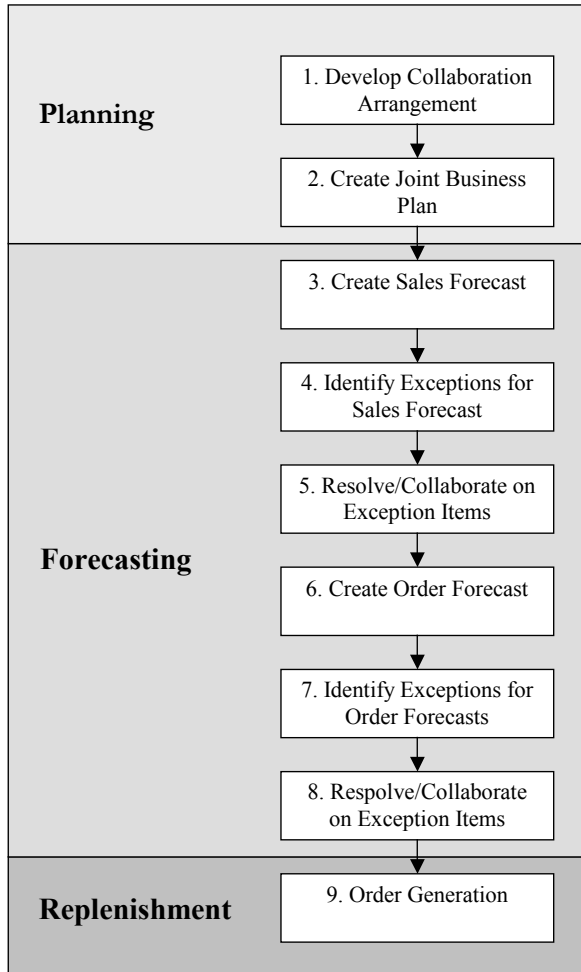 Planning
1. Develop Collaboration
Arrangement
2. Create Joint Business
Plan
Forecasting
3. Create Sales Forecast
4. Identify Exceptions for
Sales Forecast
5. Resolve/Collaborate on
Exception Items
6. Create Order Forecast
7. Identify Exceptions for
Order Forecasts
8. Respolve/Collaborate
on Exception Items
Replenishment
9. Order Generation